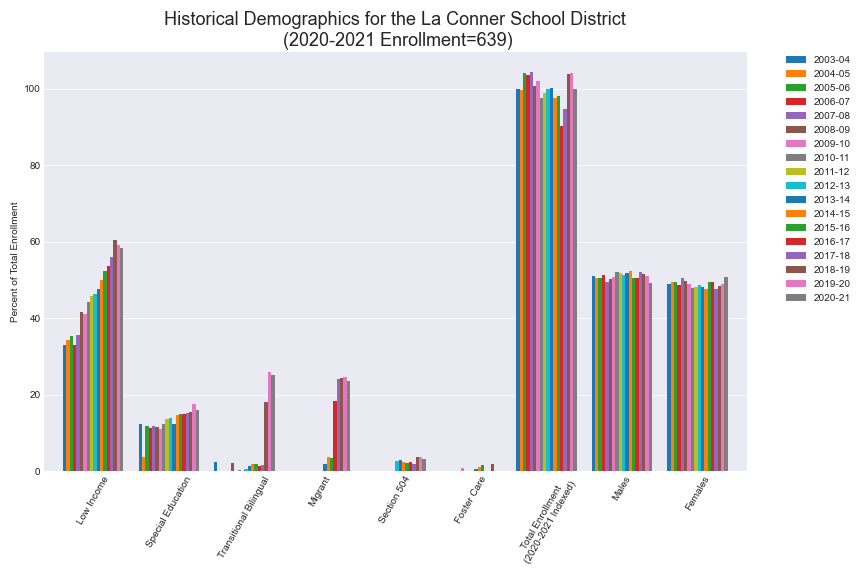 Historical Demographics for the La Conner School District
(2020-2021 Enrollment=639)
Percent of Total Enrollment
100
80
60
40
20
0
Low Income
Special Education
Transitional Bilingual
Migrant
Section 504
Foster Care
Total Enrollment
(2020-2021 Indexed)
Males
Females
2003-04
2004-05
2005-06
2006-07
2007-08
2008-09
2009-10
2010-11
2011-12
2012-13
2013-14
2014-15
2015-16
2016-17
2017-18
2018-19
2019-20
2020-21